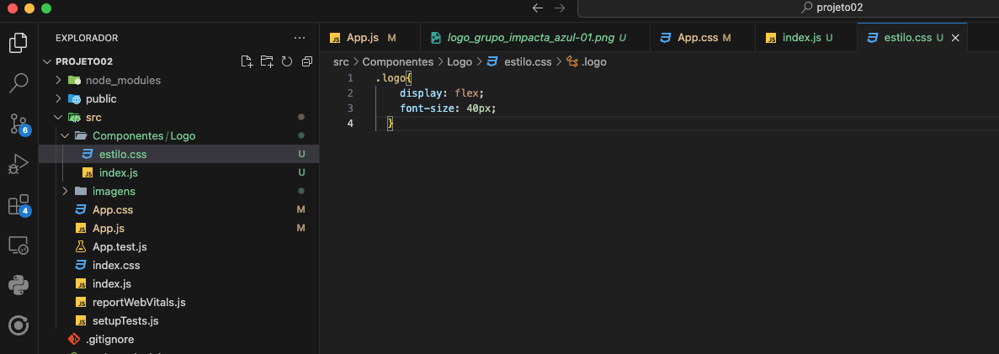 projeto02
EXPLORADOR
App.js M
logo_grupo_impacta_azul-01.png U
App.css M
index.js U
estilo.css U
PROJETO02
src > Componentes > Logo > estilo.css > .logo
node_modules
public
src
Componentes/Logo
estilo.css U
index.js U
imagens
App.css M
App.js M
App.test.js
index.css
index.js
reportWebVitals.js
setupTests.js
.gitignore
6
4
1 .logo{
2 display: flex;
3 font-size: 40px;
4 }